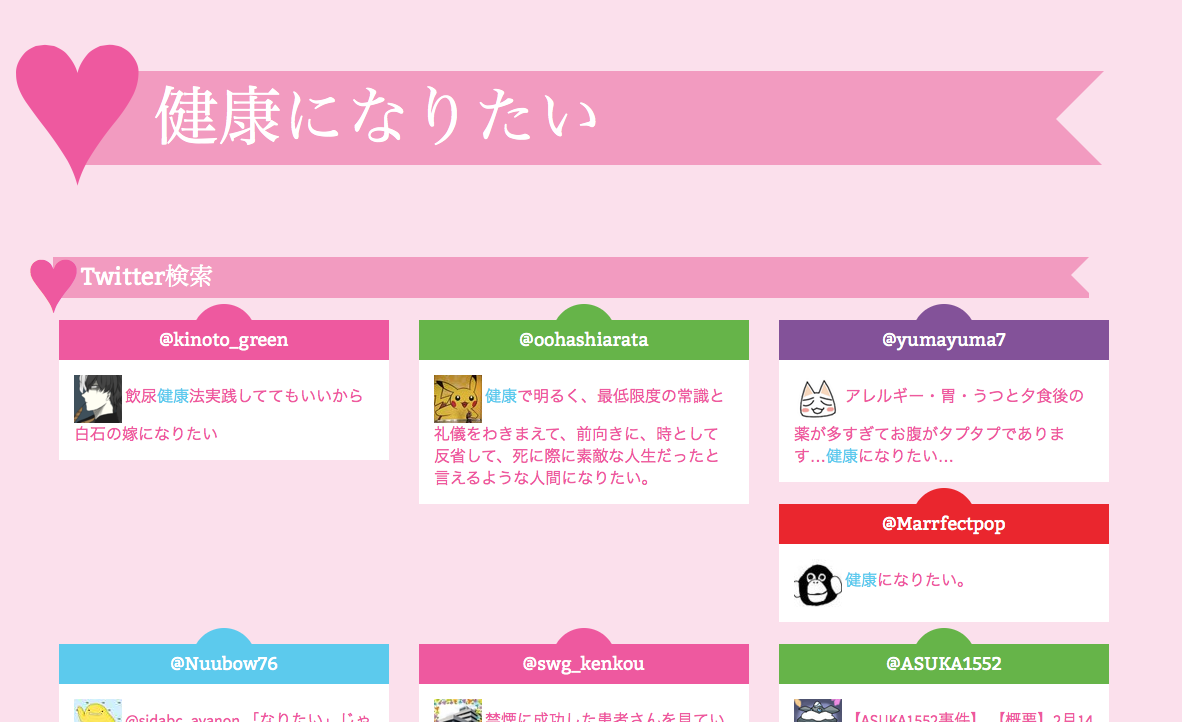 健康になりたい
Twitter検索
@kinoto_green
飲尿健康法実践しててもいいから
白石の嫁になりたい
@oohashiarata
健康で明るく、最低限度の常識と
礼儀をわきまえて、前向きに、時として
反省して、死に際に素敵な人生だったと
言えるような人間になりたい。
@yumayuma7
アレルギー・胃・うつと夕食後の
薬が多すぎてお腹がタプタプでありま
す...健康になりたい...
@Marrfectpop
健康になりたい。
@Nuubow76
@sidabc_ayanon 「なりたい」じゃ
@swg_kenkou
禁煙に成功した患者さんを見てい
@ASUKA1552
【ASUKA1552事件】 【概要】2月14